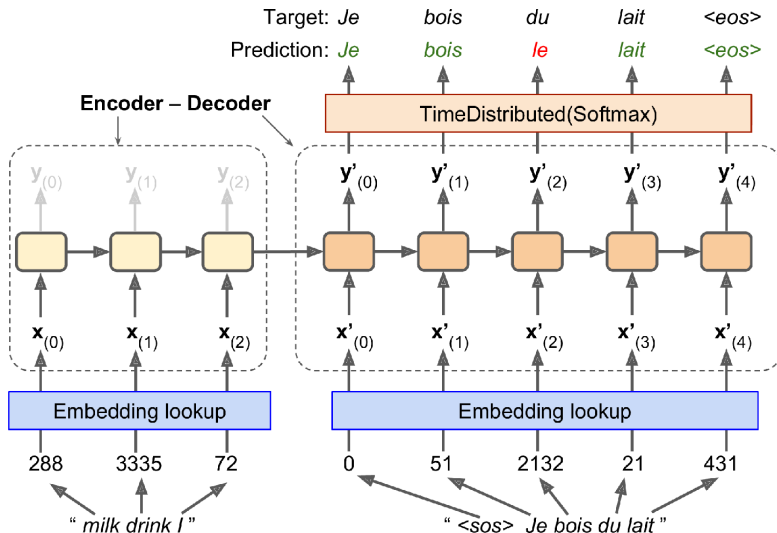 Target: Je bois du lait <eos>
Prediction: Je bois le lait <eos>
Encoder – Decoder
TimeDistributed(Softmax)
y(0) y(1) y(2) y'(0) y'(1) y'(2) y'(3) y'(4)
x(0) x(1) x(2) x'(0) x'(1) x'(2) x'(3) x'(4)
Embedding lookup Embedding lookup
288 3335 72 0 51 2132 21 431
“ milk drink I ” “ <sos> Je bois du lait ”